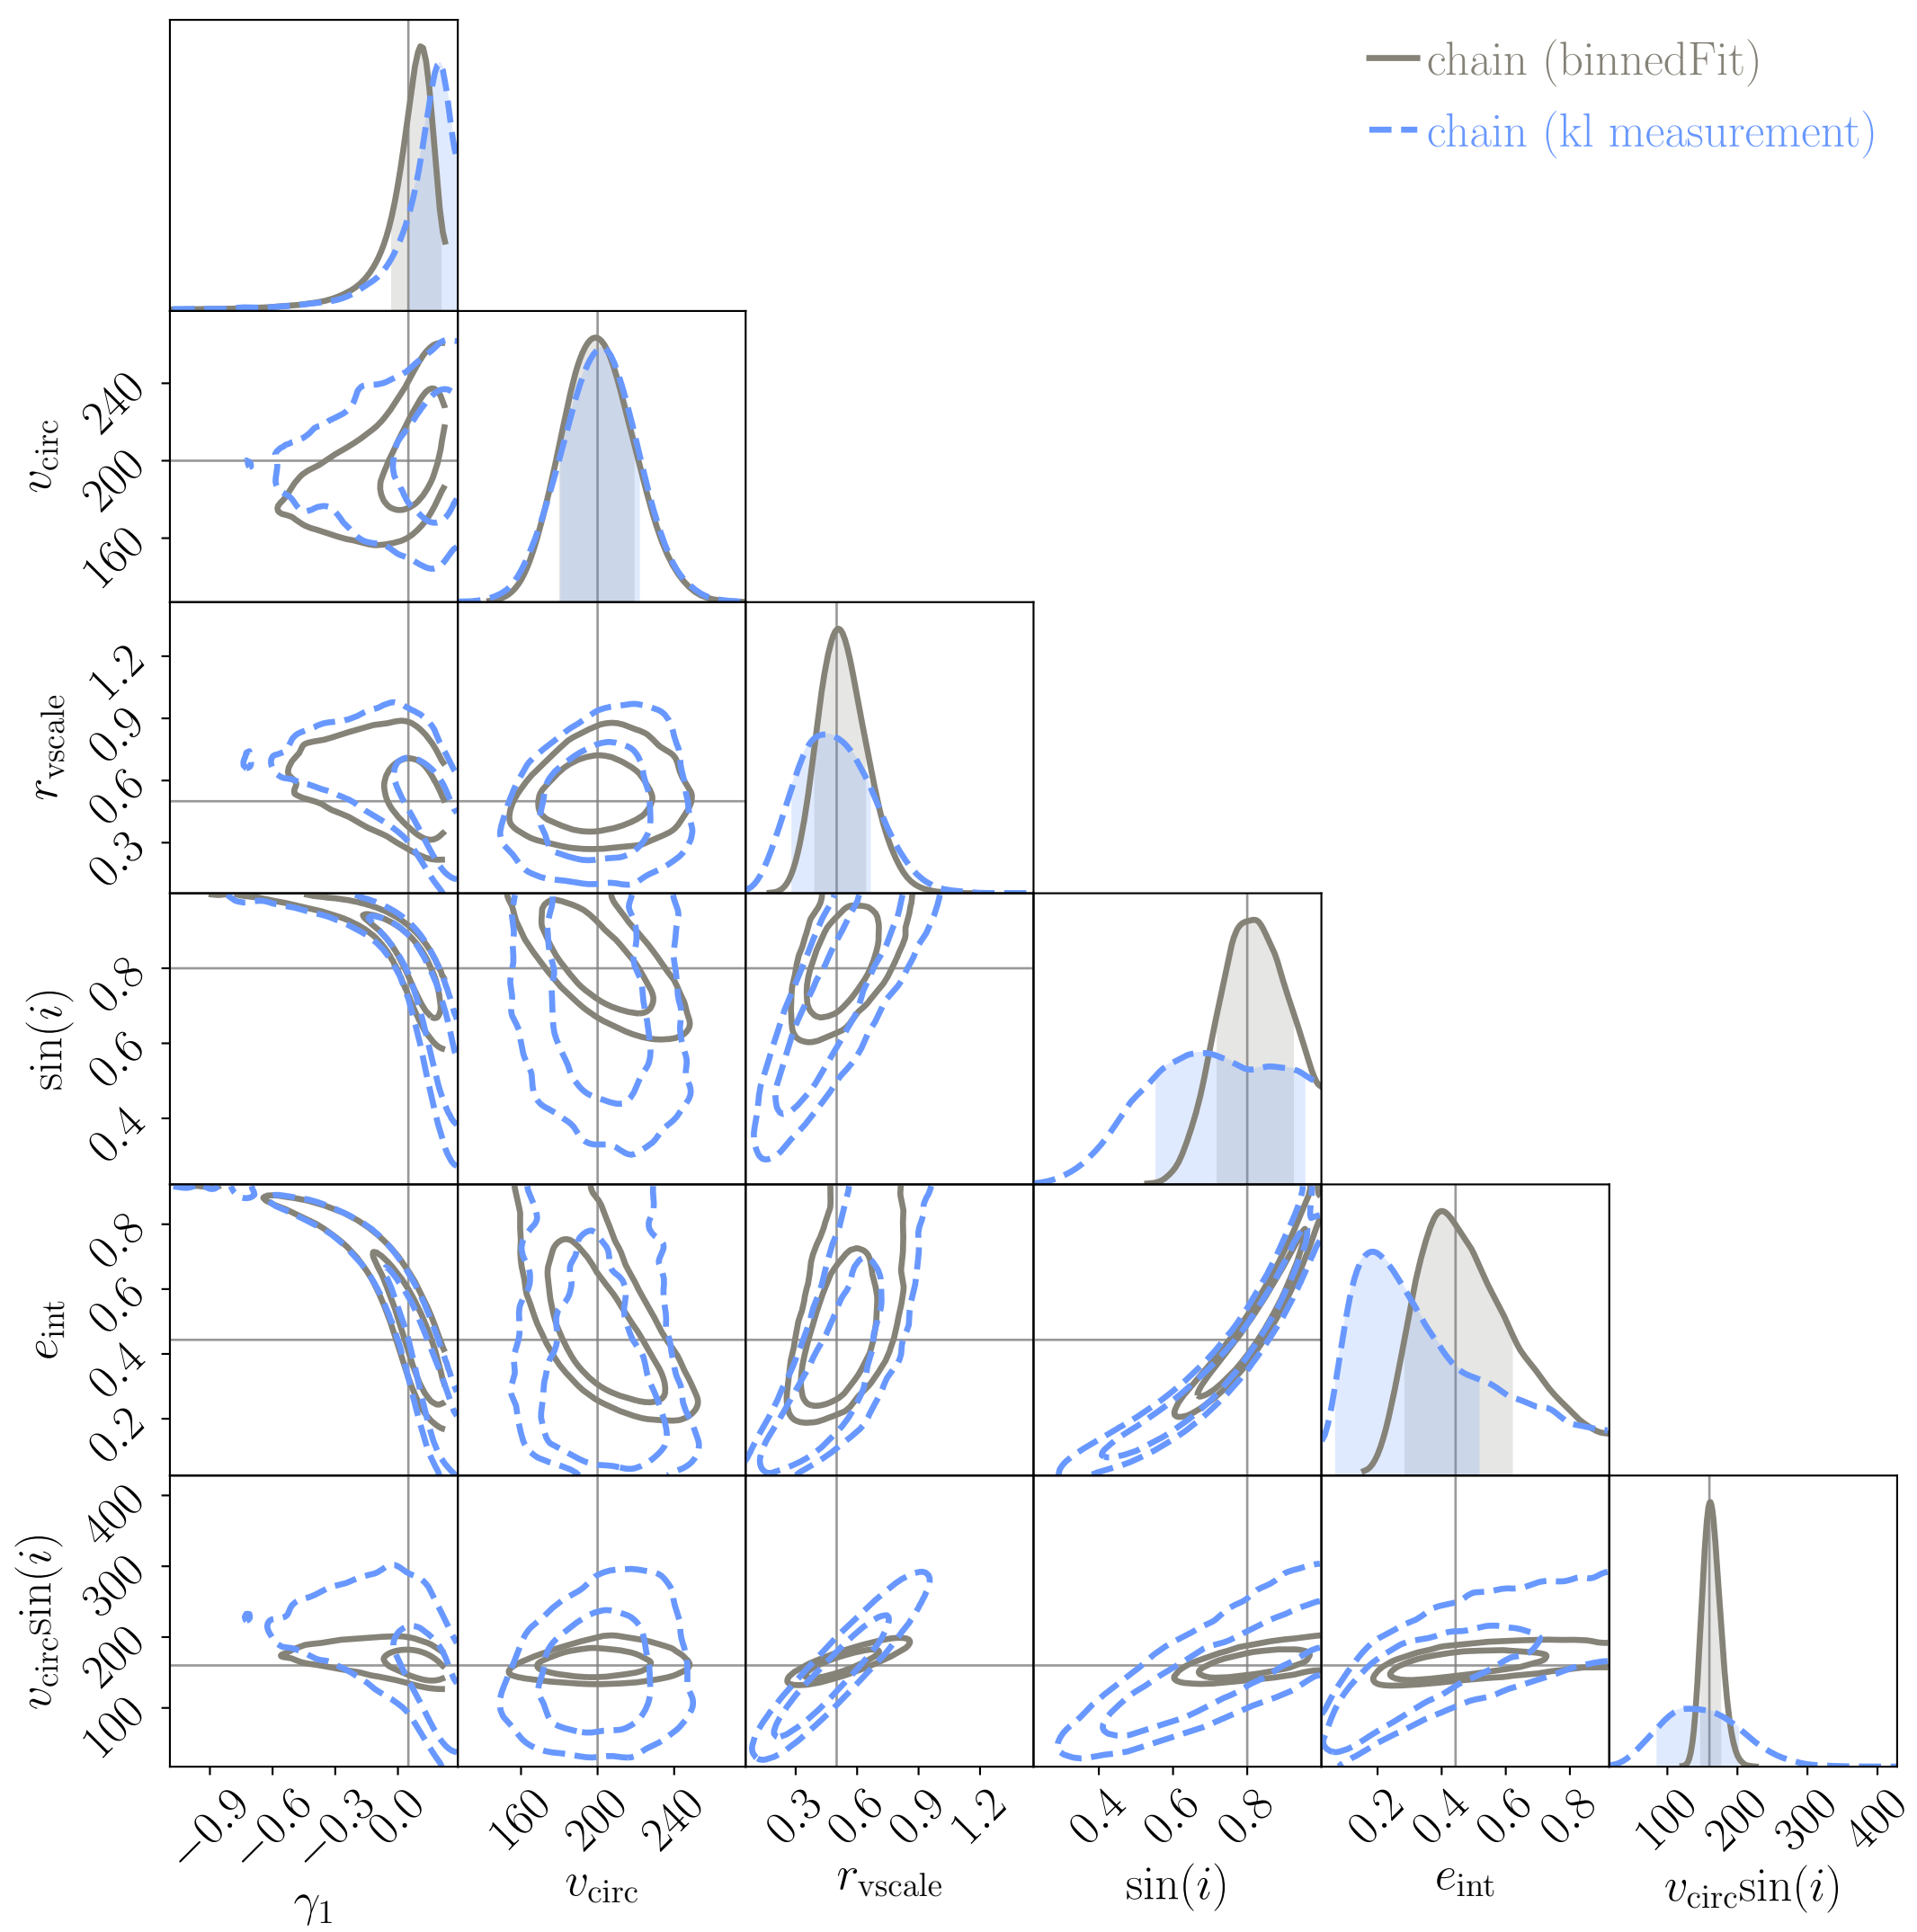 chain (binnedFit)
chain (kl measurement)
v_circ
240
200
160
r_vscale
1.2
0.9
0.6
0.3
sin(i)
0.8
0.6
0.4
e_int
0.8
0.6
0.4
0.2
v_circ sin(i)
400
300
200
100
−0.9 −0.6 −0.3 0.0 160 200 240 0.3 0.6 0.9 1.2 0.4 0.6 0.8 0.2 0.4 0.6 0.8 100 200 300 400
γ₁ v_circ r_vscale sin(i) e_int v_circ sin(i)